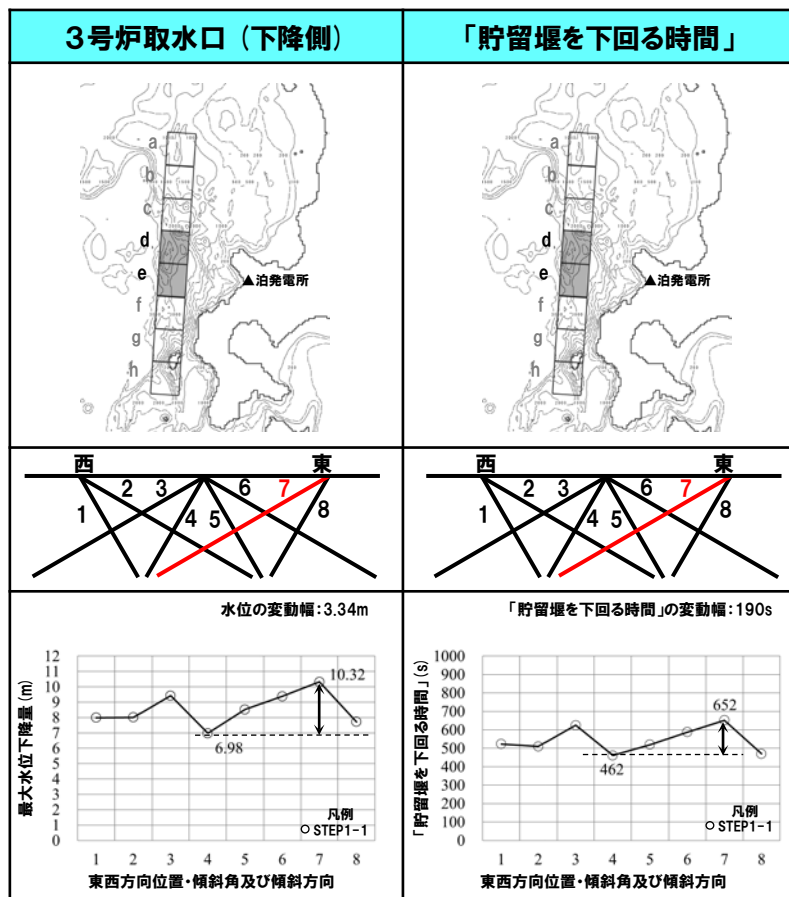 3号炉取水口（下降側）
「貯留堰を下回る時間」
a
b
c
d
e
f
g
h
▲泊発電所
a
b
c
d
e
f
g
h
▲泊発電所
西
東
1
2
3
4
5
6
7
8
西
東
1
2
3
4
5
6
7
8
水位の変動幅：3.34m
最大水位下降量(m)
12
11
10
9
8
7
6
5
4
3
2
1
0
10.32
6.98
凡例
○ STEP1-1
1 2 3 4 5 6 7 8
東西方向位置・傾斜角及び傾斜方向
「貯留堰を下回る時間」の変動幅：190s
「貯留堰を下回る時間」(s)
1000
900
800
700
600
500
400
300
200
100
0
652
462
凡例
○ STEP1-1
1 2 3 4 5 6 7 8
東西方向位置・傾斜角及び傾斜方向